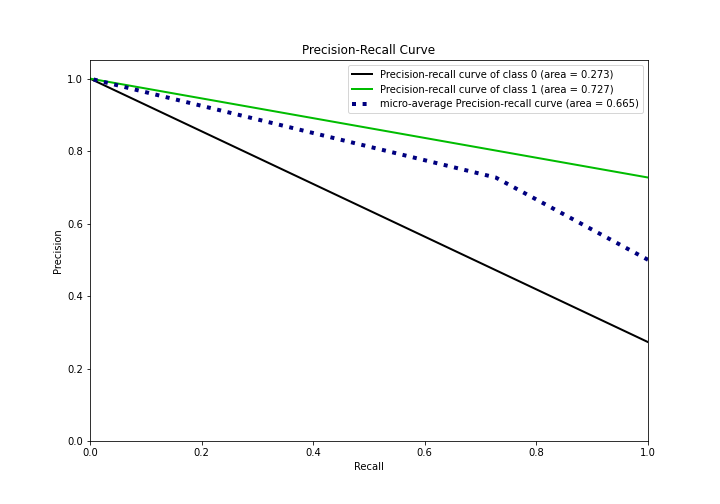 Precision-Recall Curve
Precision-recall curve of class 0 (area = 0.273)
Precision-recall curve of class 1 (area = 0.727)
micro-average Precision-recall curve (area = 0.665)
1.0
0.8
0.6
0.4
0.2
0.0
Precision
0.0 0.2 0.4 0.6 0.8 1.0
Recall